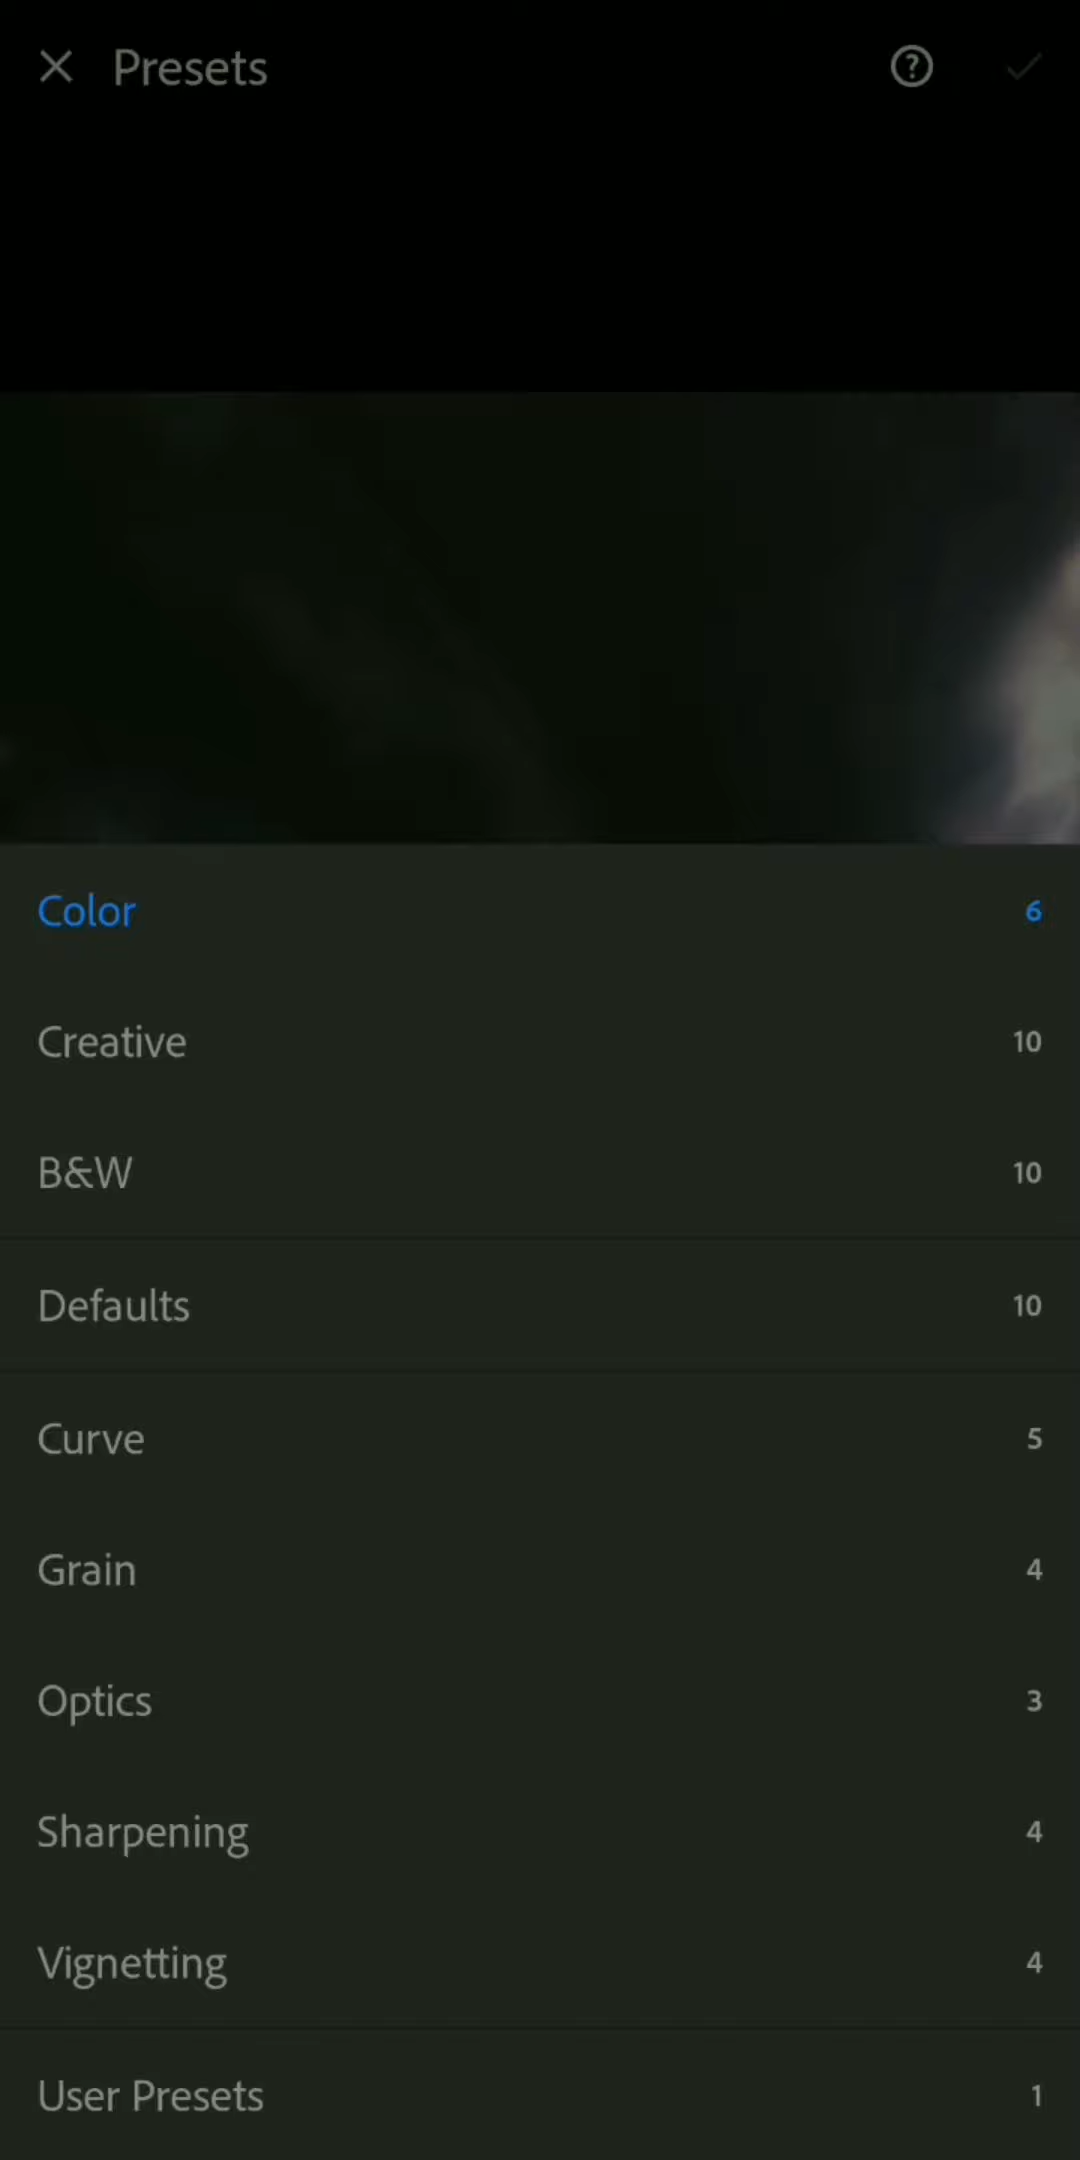 Presets
Color 6
Creative 10
B&W 10
Defaults 10
Curve 5
Grain 4
Optics 3
Sharpening 4
Vignetting 4
User Presets 1